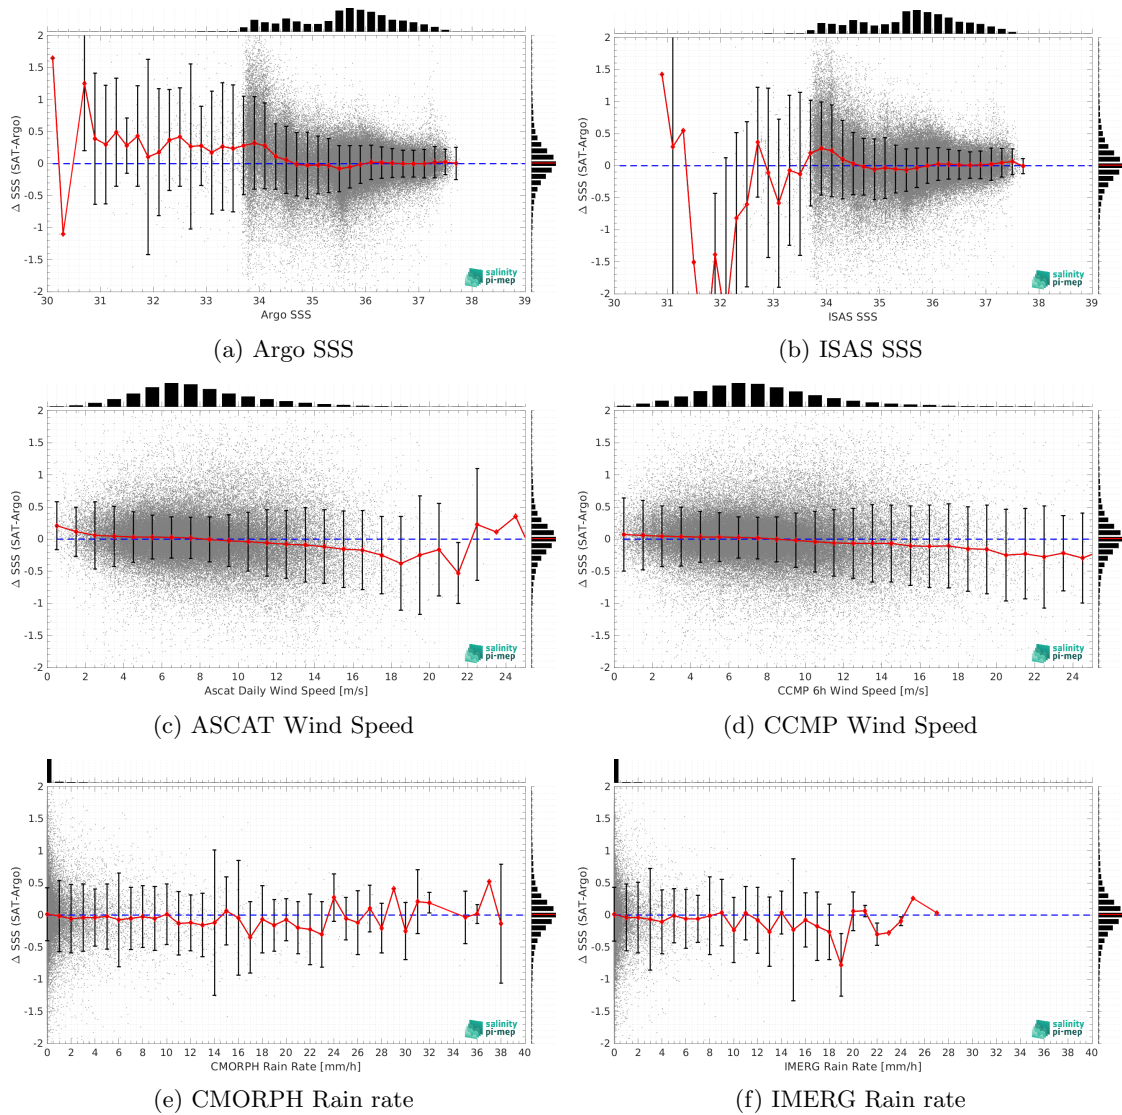 2
1.5
1
0.5
0
-0.5
-1
-1.5
-2
Δ SSS (SAT-Argo)
30 31 32 33 34 35 36 37 38 39
Argo SSS
salinity
pi-mep
(a) Argo SSS
2
1.5
1
0.5
0
-0.5
-1
-1.5
-2
Δ SSS (SAT-Argo)
30 31 32 33 34 35 36 37 38 39
ISAS SSS
salinity
pi-mep
(b) ISAS SSS
2
1.5
1
0.5
0
-0.5
-1
-1.5
-2
Δ SSS (SAT-Argo)
0 2 4 6 8 10 12 14 16 18 20 22 24
Ascat Daily Wind Speed [m/s]
salinity
pi-mep
(c) ASCAT Wind Speed
2
1.5
1
0.5
0
-0.5
-1
-1.5
-2
Δ SSS (SAT-Argo)
0 2 4 6 8 10 12 14 16 18 20 22 24
CCMP 6h Wind Speed [m/s]
salinity
pi-mep
(d) CCMP Wind Speed
2
1.5
1
0.5
0
-0.5
-1
-1.5
-2
Δ SSS (SAT-Argo)
0 2 4 6 8 10 12 14 16 18 20 22 24 26 28 30 32 34 36 38 40
CMORPH Rain Rate [mm/h]
salinity
pi-mep
(e) CMORPH Rain rate
2
1.5
1
0.5
0
-0.5
-1
-1.5
-2
Δ SSS (SAT-Argo)
0 2 4 6 8 10 12 14 16 18 20 22 24 26 28 30 32 34 36 38 40
IMERG Rain Rate [mm/h]
salinity
pi-mep
(f) IMERG Rain rate